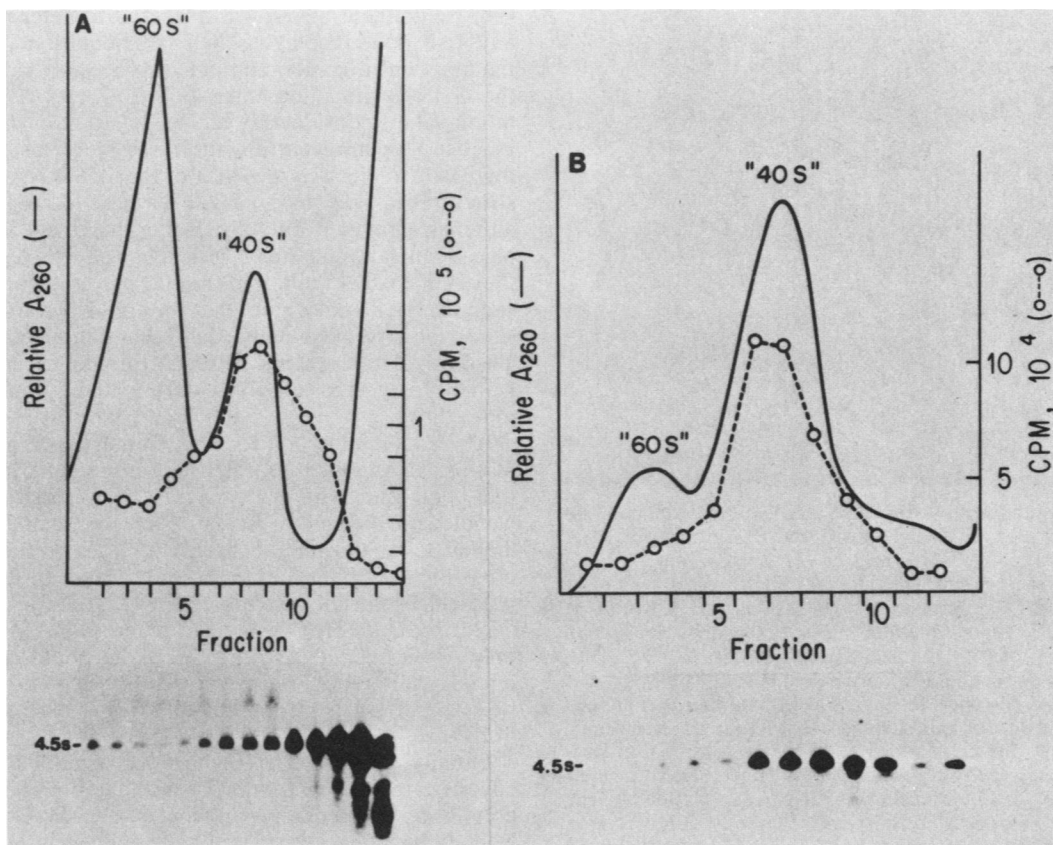 A
"60S"
"40S"
Relative A260 (—)
CPM, 10 5 (o----o)
1
5
10
Fraction
4.5s-
B
"40S"
"60S"
Relative A260 (—)
CPM, 10 4 (o----o)
10
5
5
10
Fraction
4.5s-